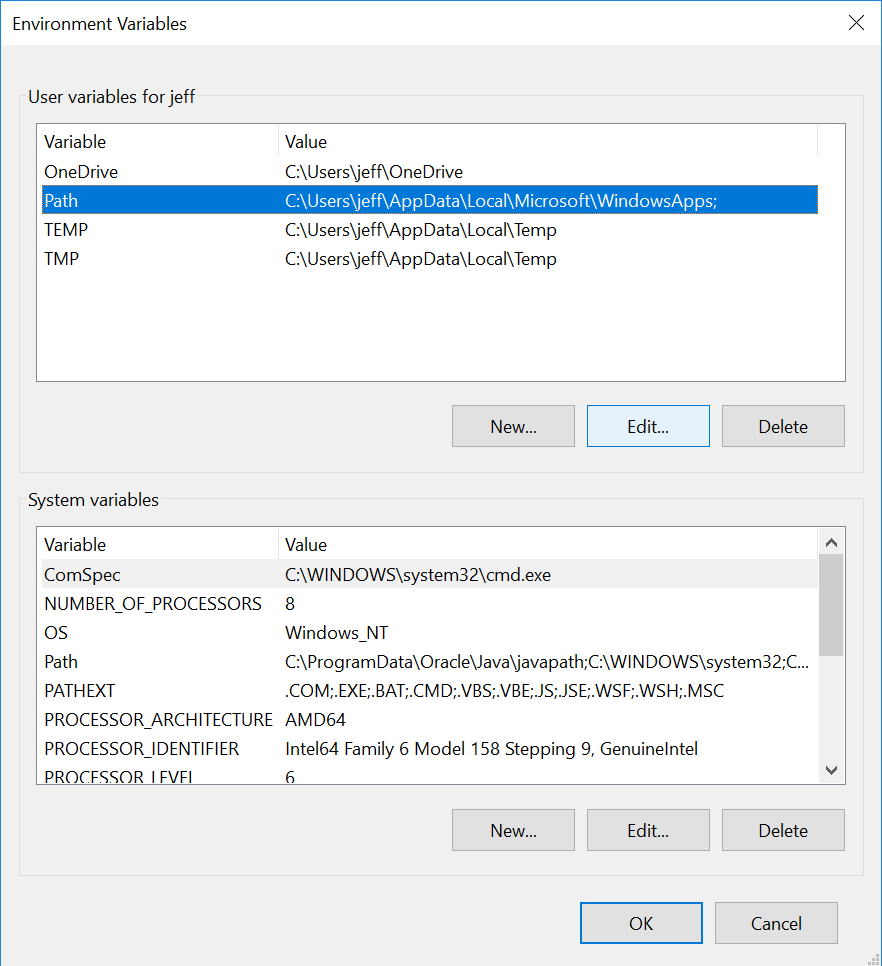 Environment Variables
User variables for jeff
Variable Value
OneDrive C:\Users\jeff\OneDrive
Path C:\Users\jeff\AppData\Local\Microsoft\WindowsApps;
TEMP C:\Users\jeff\AppData\Local\Temp
TMP C:\Users\jeff\AppData\Local\Temp
New... Edit... Delete
System variables
Variable Value
ComSpec C:\WINDOWS\system32\cmd.exe
NUMBER_OF_PROCESSORS 8
OS Windows_NT
Path C:\ProgramData\Oracle\Java\javapath;C:\WINDOWS\system32;C...
PATHEXT .COM;.EXE;.BAT;.CMD;.VBS;.VBE;.JS;.JSE;.WSF;.WSH;.MSC
PROCESSOR_ARCHITECTURE AMD64
PROCESSOR_IDENTIFIER Intel64 Family 6 Model 158 Stepping 9, GenuineIntel
PROCESSOR_LEVEL 6
New... Edit... Delete
OK Cancel